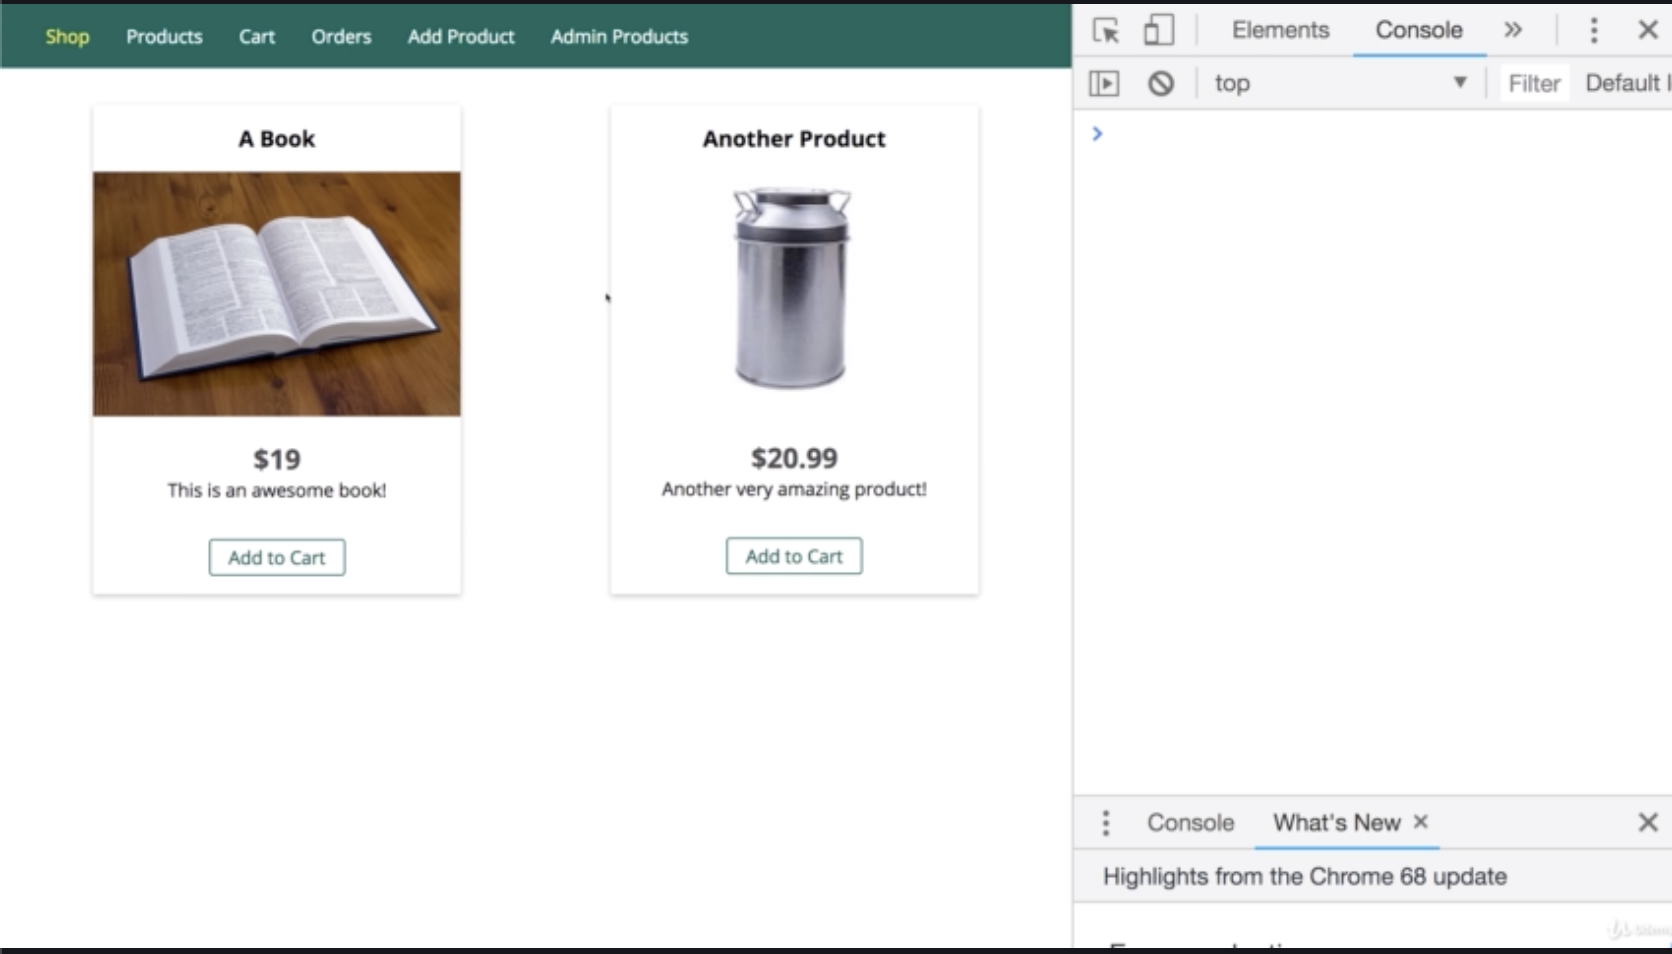 Shop Products Cart Orders Add Product Admin Products
A Book
$19
This is an awesome book!
Add to Cart
Another Product
$20.99
Another very amazing product!
Add to Cart
Elements Console »
top Filter Default
Console What's New ×
Highlights from the Chrome 68 update